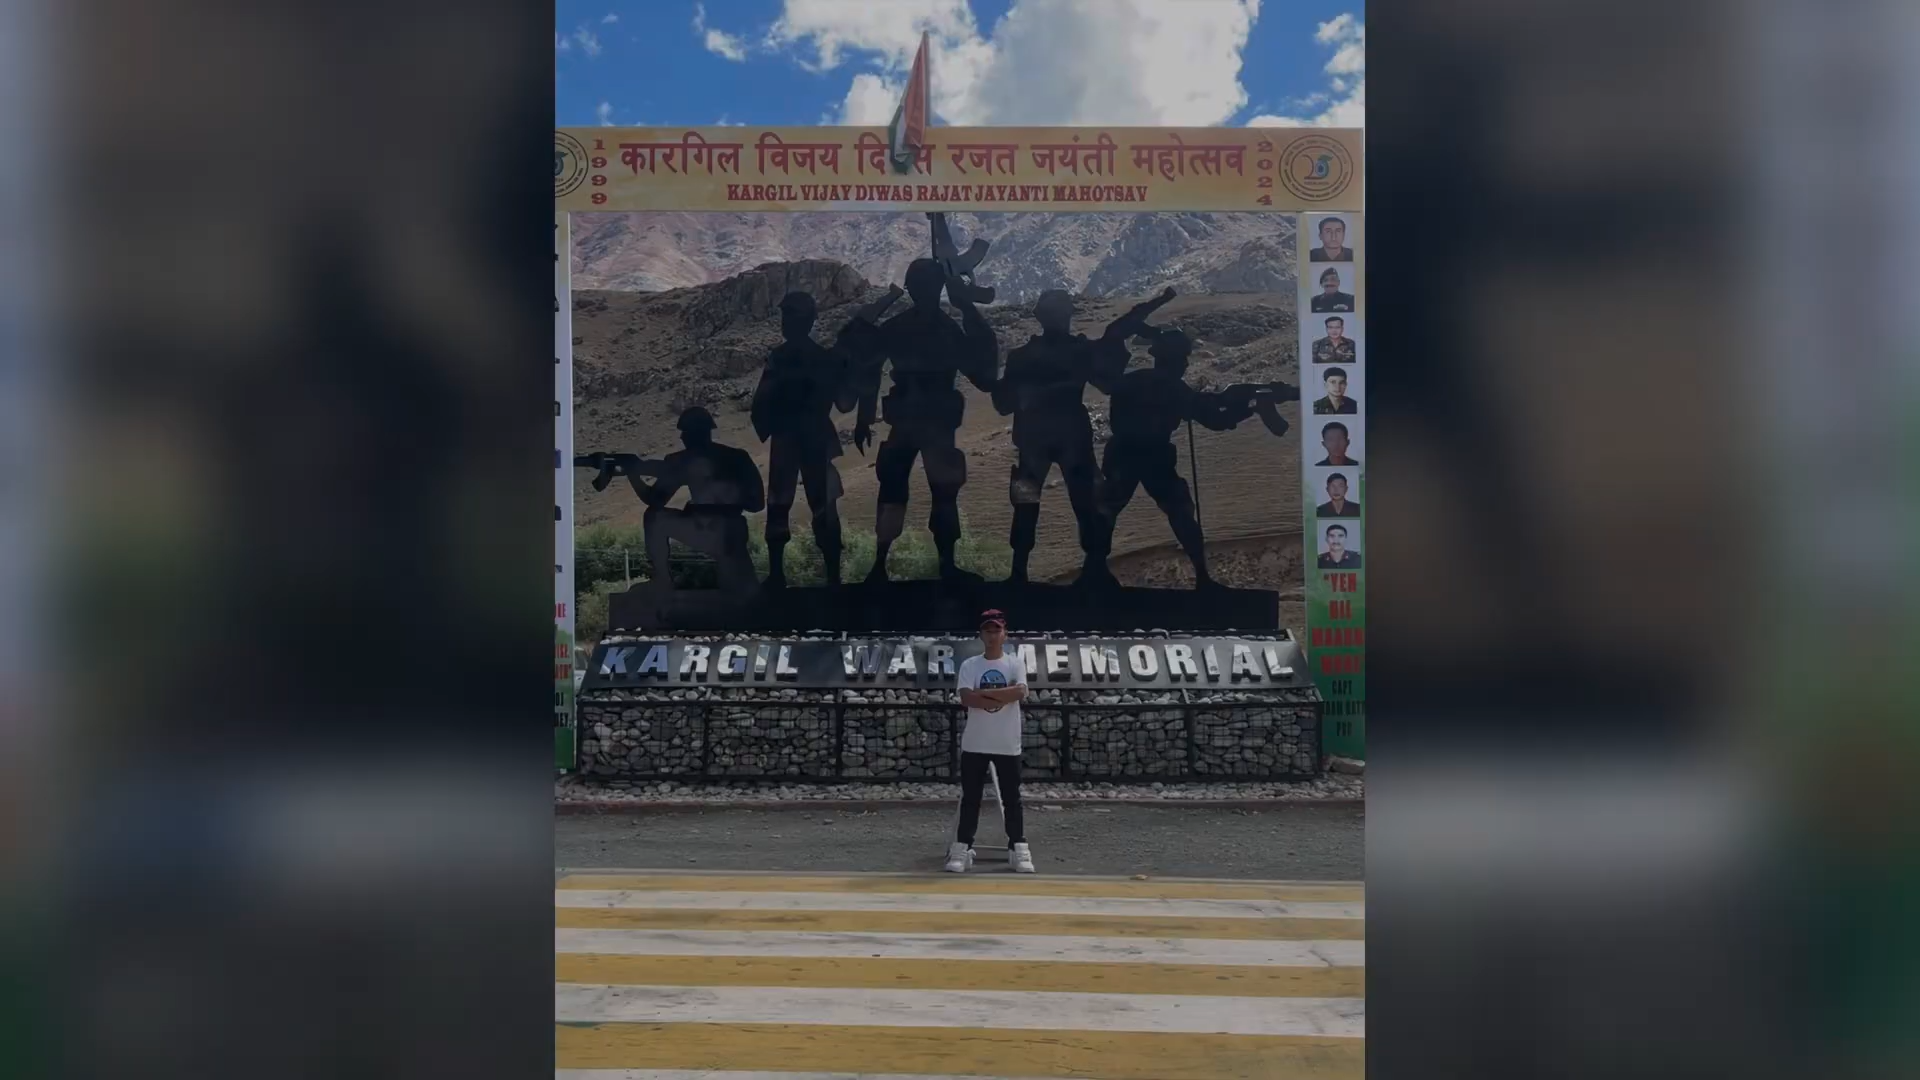 1999
कारगिल विजय दिवस रजत जयंती महोत्सव
2024
KARGIL VIJAY DIWAS RAJAT JAYANTI MAHOTSAV
KARGIL WAR MEMORIAL
"YEH
DIL
MAANGE
MORE
CAPT